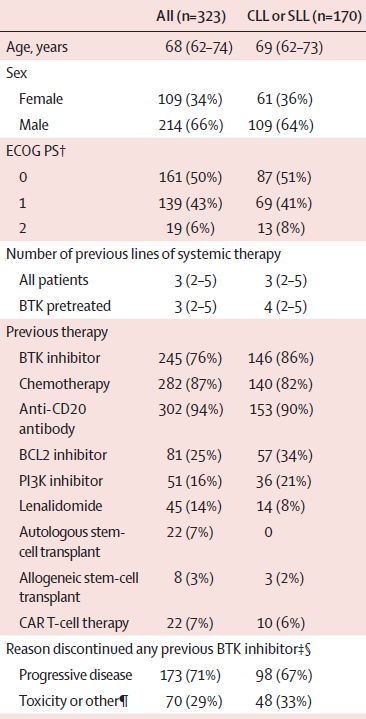 All (n=323) CLL or SLL (n=170)
Age, years 68 (62–74) 69 (62–73)
Sex
Female 109 (34%) 61 (36%)
Male 214 (66%) 109 (64%)
ECOG PS†
0 161 (50%) 87 (51%)
1 139 (43%) 69 (41%)
2 19 (6%) 13 (8%)
Number of previous lines of systemic therapy
All patients 3 (2–5) 3 (2–5)
BTK pretreated 3 (2–5) 4 (2–5)
Previous therapy
BTK inhibitor 245 (76%) 146 (86%)
Chemotherapy 282 (87%) 140 (82%)
Anti-CD20 302 (94%) 153 (90%)
antibody
BCL2 inhibitor 81 (25%) 57 (34%)
PI3K inhibitor 51 (16%) 36 (21%)
Lenalidomide 45 (14%) 14 (8%)
Autologous stem- 22 (7%) 0
cell transplant
Allogeneic stem-cell 8 (3%) 3 (2%)
transplant
CAR T-cell therapy 22 (7%) 10 (6%)
Reason discontinued any previous BTK inhibitor‡§
Progressive disease 173 (71%) 98 (67%)
Toxicity or other¶ 70 (29%) 48 (33%)